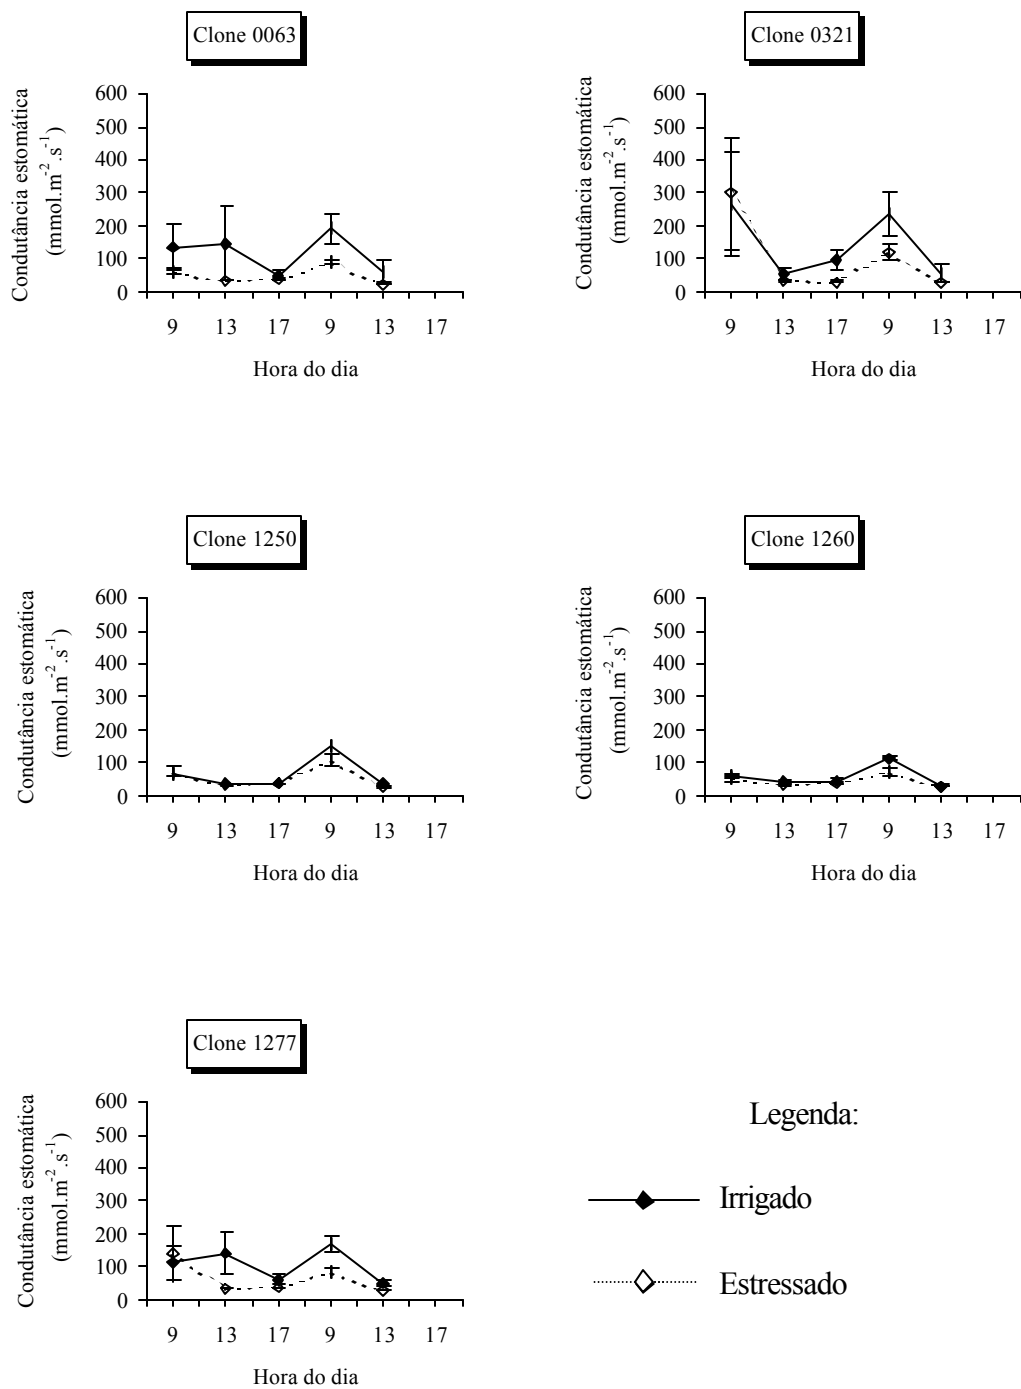 Clone 0063
Condutância estomática
(mmol.m-2.s-1)
600
500
400
300
200
100
0
9 13 17 9 13 17
Hora do dia
Clone 0321
Condutância estomática
(mmol.m-2.s-1)
600
500
400
300
200
100
0
9 13 17 9 13 17
Hora do dia
Clone 1250
Condutância estomática
(mmol.m-2.s-1)
600
500
400
300
200
100
0
9 13 17 9 13 17
Hora do dia
Clone 1260
Condutância estomática
(mmol.m-2.s-1)
600
500
400
300
200
100
0
9 13 17 9 13 17
Hora do dia
Clone 1277
Condutância estomática
(mmol.m-2.s-1)
600
500
400
300
200
100
0
9 13 17 9 13 17
Hora do dia
Legenda:
Irrigado
Estressado